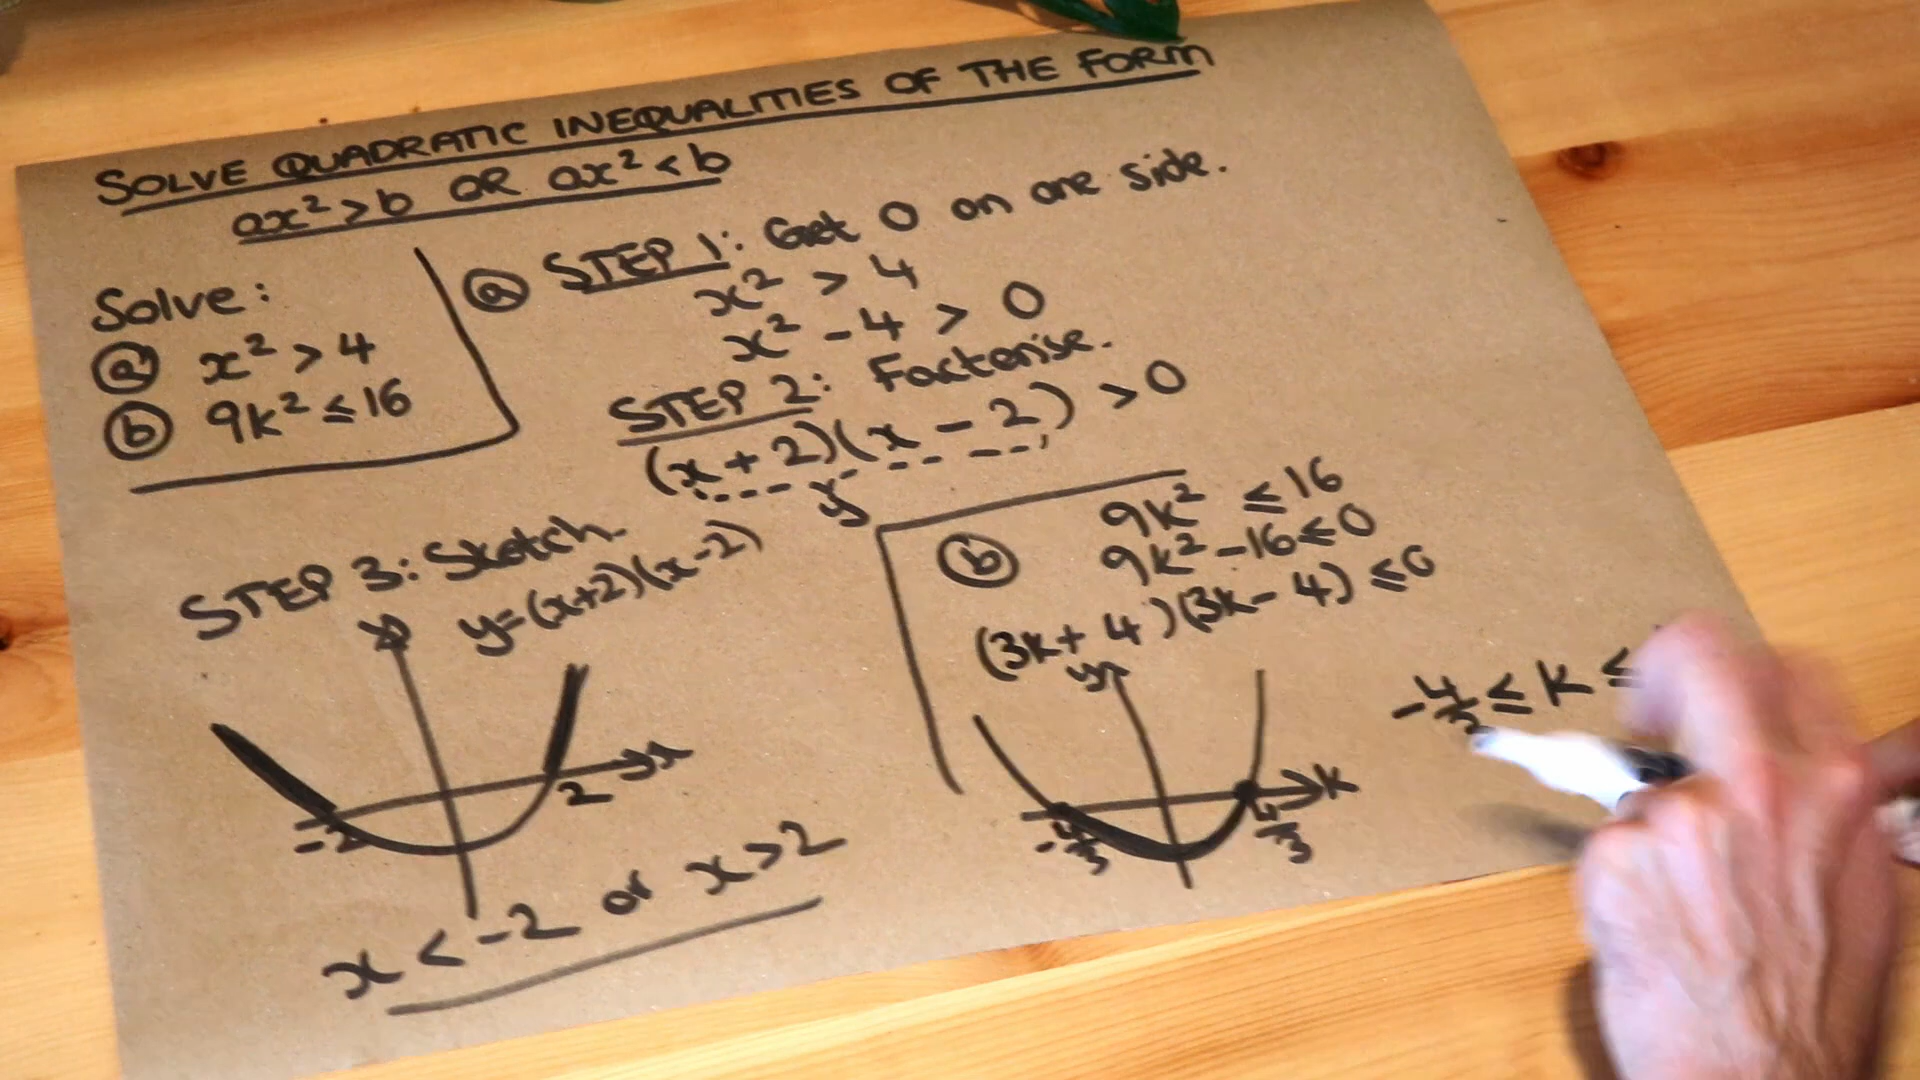 SOLVE QUADRATIC INEQUALITIES OF THE FORM
ax² > b OR ax² < b
Solve:
ⓐ x² > 4
ⓑ 9k² ≤ 16
ⓐ STEP 1: Get 0 on one side.
x² > 4
x² - 4 > 0
STEP 2: Factorise.
(x + 2)(x - 2) > 0
y
STEP 3: Sketch.
y=(x+2)(x-2)
y
x
-2
2
x < -2 or x > 2
ⓑ 9k² ≤ 16
9k² - 16 ≤ 0
(3k + 4)(3k - 4) ≤ 0
y
k
-4/3
4/3
-4/3 ≤ k ≤